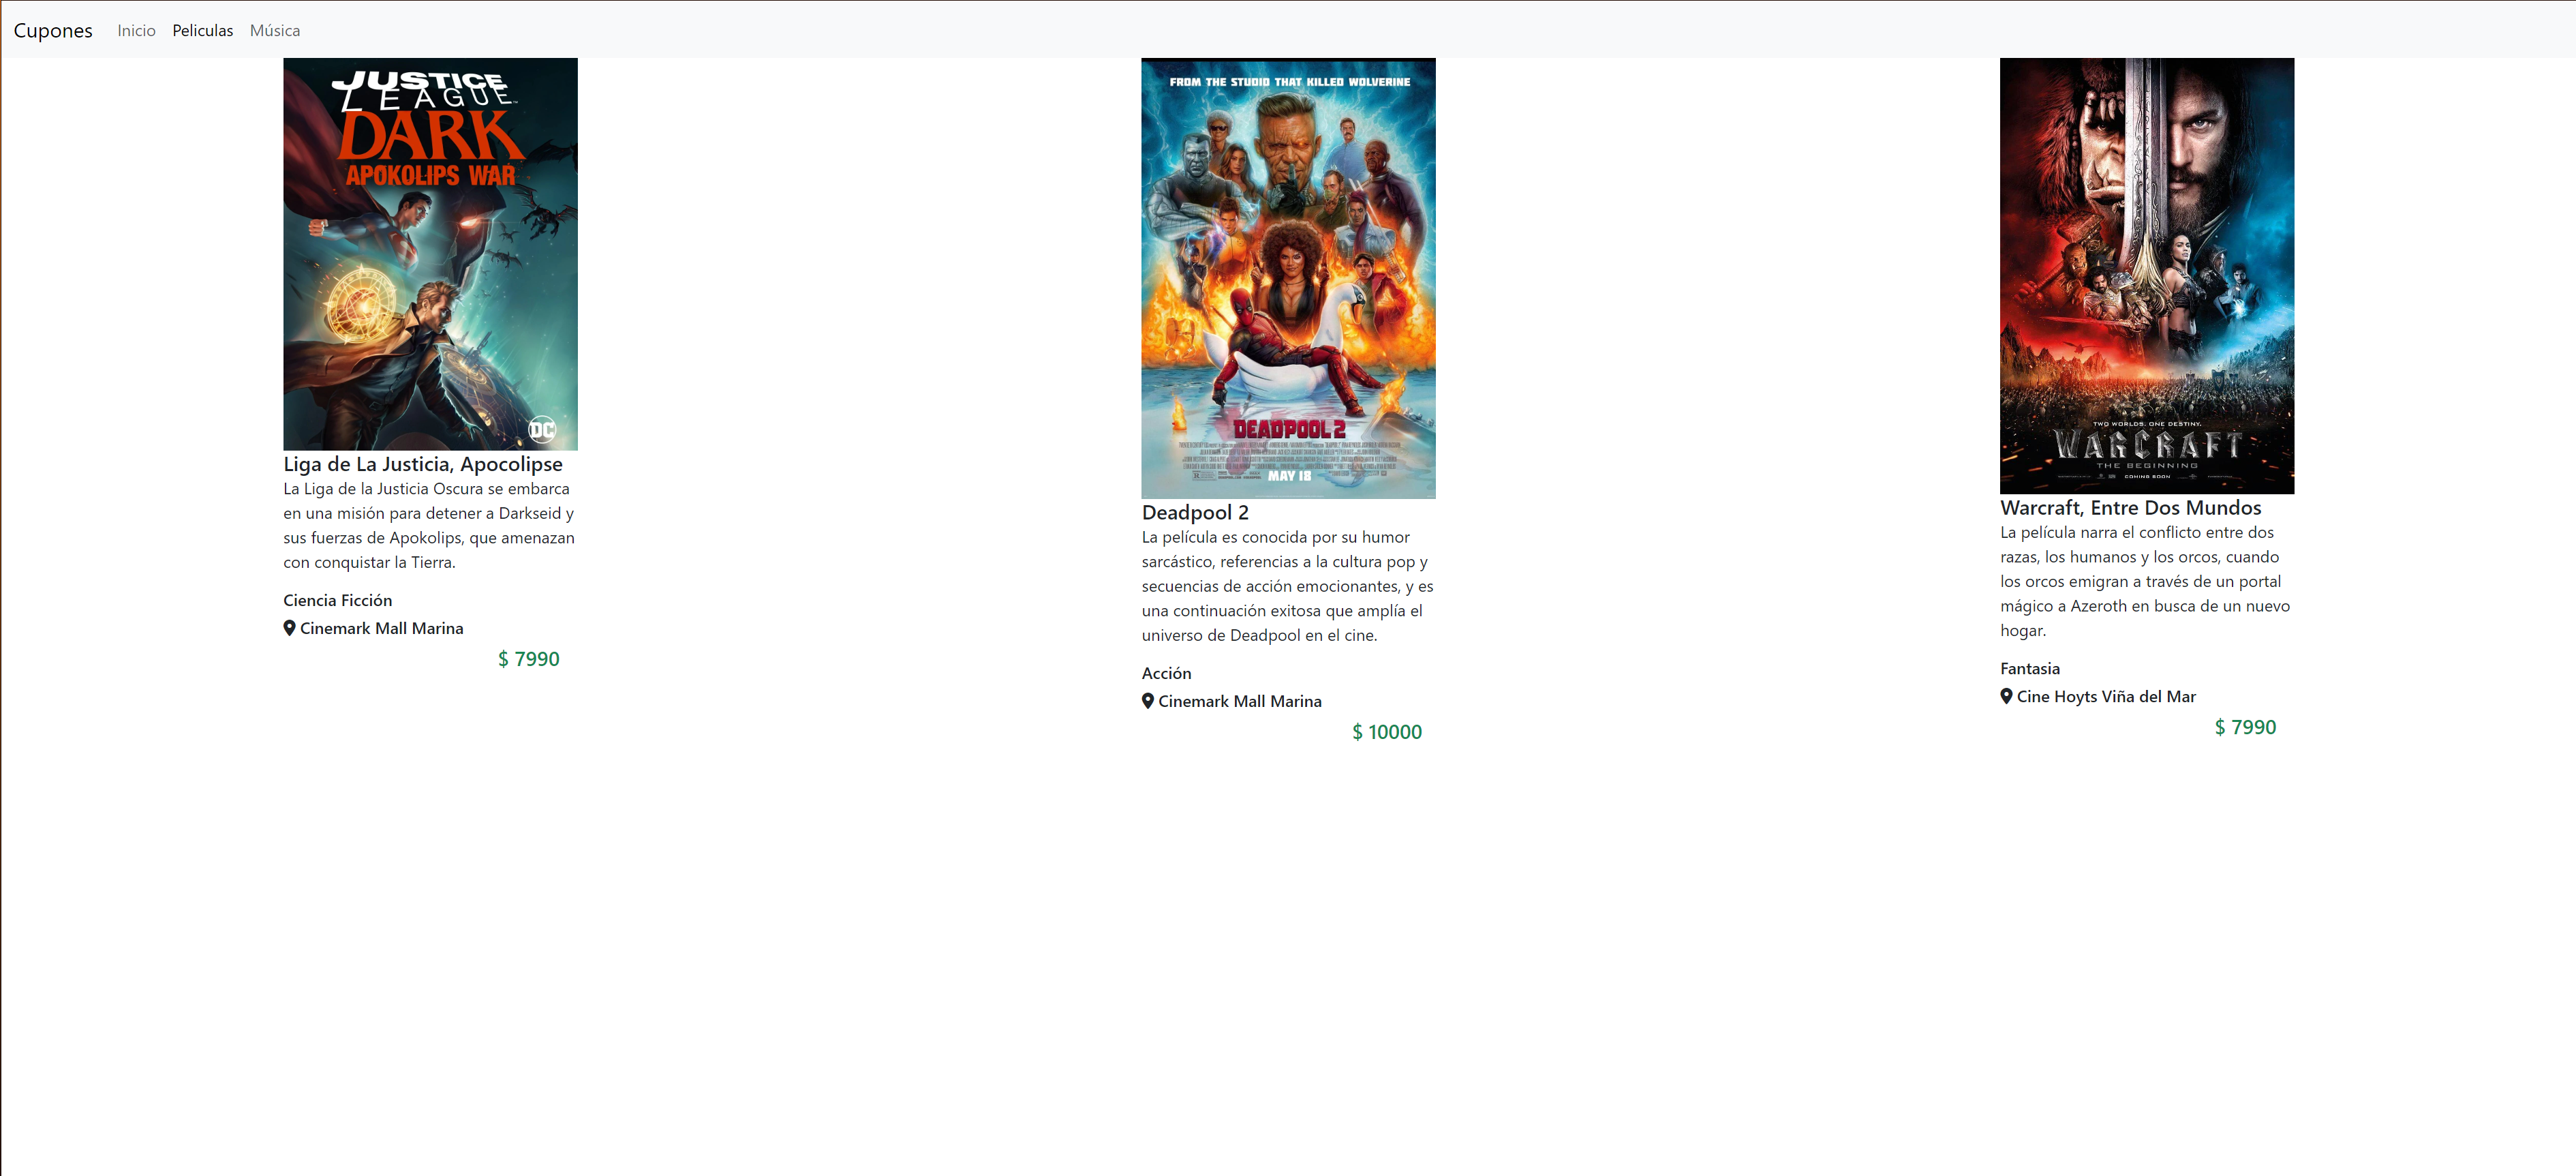 Cupones
Inicio
Peliculas
Música
JUSTICE
LEAGUE
DARK
APOKOLIPS WAR
DC
Liga de La Justicia, Apocolipse
La Liga de la Justicia Oscura se embarca
en una misión para detener a Darkseid y
sus fuerzas de Apokolips, que amenazan
con conquistar la Tierra.
Ciencia Ficción
Cinemark Mall Marina
$ 7990
FROM THE STUDIO THAT KILLED WOLVERINE
DEADPOOL 2
MAY 18
Deadpool 2
La película es conocida por su humor
sarcástico, referencias a la cultura pop y
secuencias de acción emocionantes, y es
una continuación exitosa que amplía el
universo de Deadpool en el cine.
Acción
Cinemark Mall Marina
$ 10000
TWO WORLDS. ONE DESTINY.
WARCRAFT
THE BEGINNING
COMING SOON
Warcraft, Entre Dos Mundos
La película narra el conflicto entre dos
razas, los humanos y los orcos, cuando
los orcos emigran a través de un portal
mágico a Azeroth en busca de un nuevo
hogar.
Fantasia
Cine Hoyts Viña del Mar
$ 7990